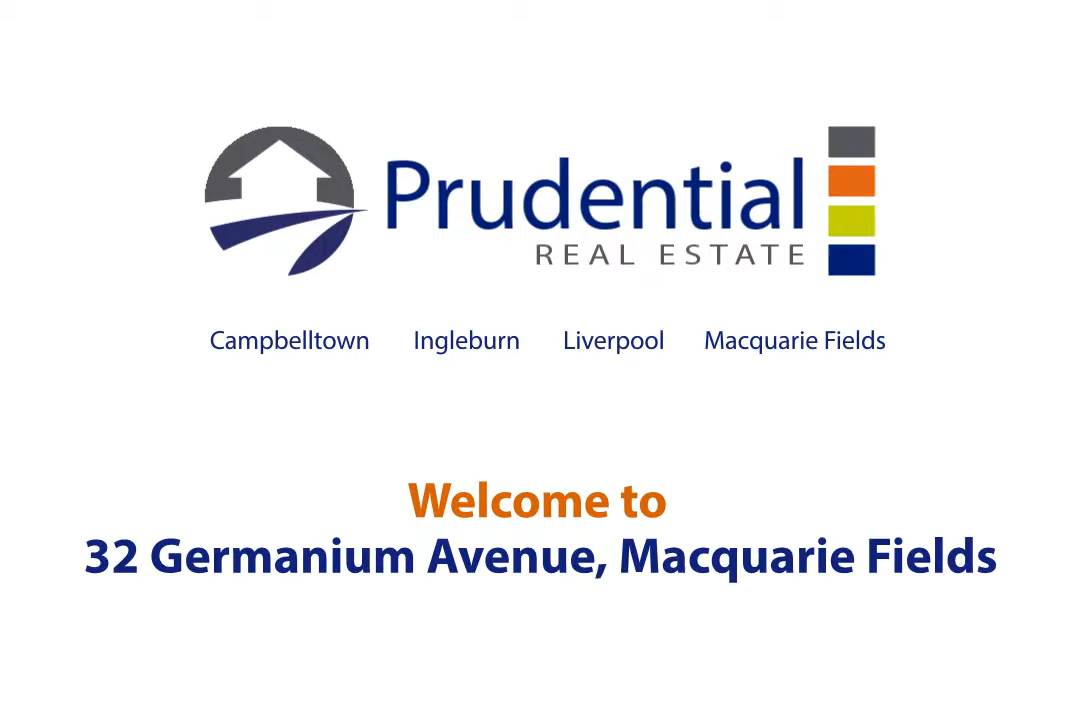 Prudential
REAL ESTATE
Campbelltown Ingleburn Liverpool Macquarie Fields
Welcome to
32 Germanium Avenue, Macquarie Fields